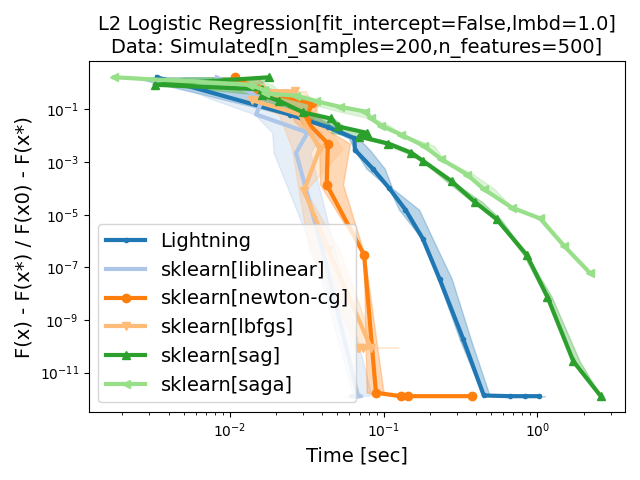 L2 Logistic Regression[fit_intercept=False,lmbd=1.0]
Data: Simulated[n_samples=200,n_features=500]
F(x) - F(x*) / F(x0) - F(x*)
10⁻¹
10⁻³
10⁻⁵
10⁻⁷
10⁻⁹
10⁻¹¹
Lightning
sklearn[liblinear]
sklearn[newton-cg]
sklearn[lbfgs]
sklearn[sag]
sklearn[saga]
10⁻² 10⁻¹ 10⁰
Time [sec]